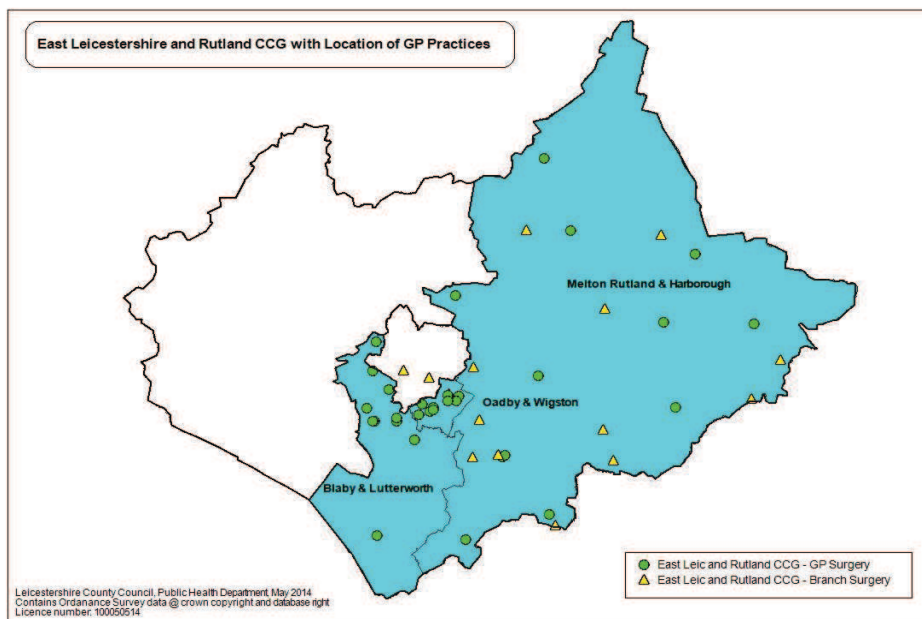 East Leicestershire and Rutland CCG with Location of GP Practices
Melton Rutland & Harborough
Oadby & Wigston
Blaby & Lutterworth
East Leic and Rutland CCG - GP Surgery
East Leic and Rutland CCG - Branch Surgery
Leicestershire County Council, Public Health Department, May 2014
Contains Ordanance Survey data @ crown copyright and database right
Licence number: 100050514